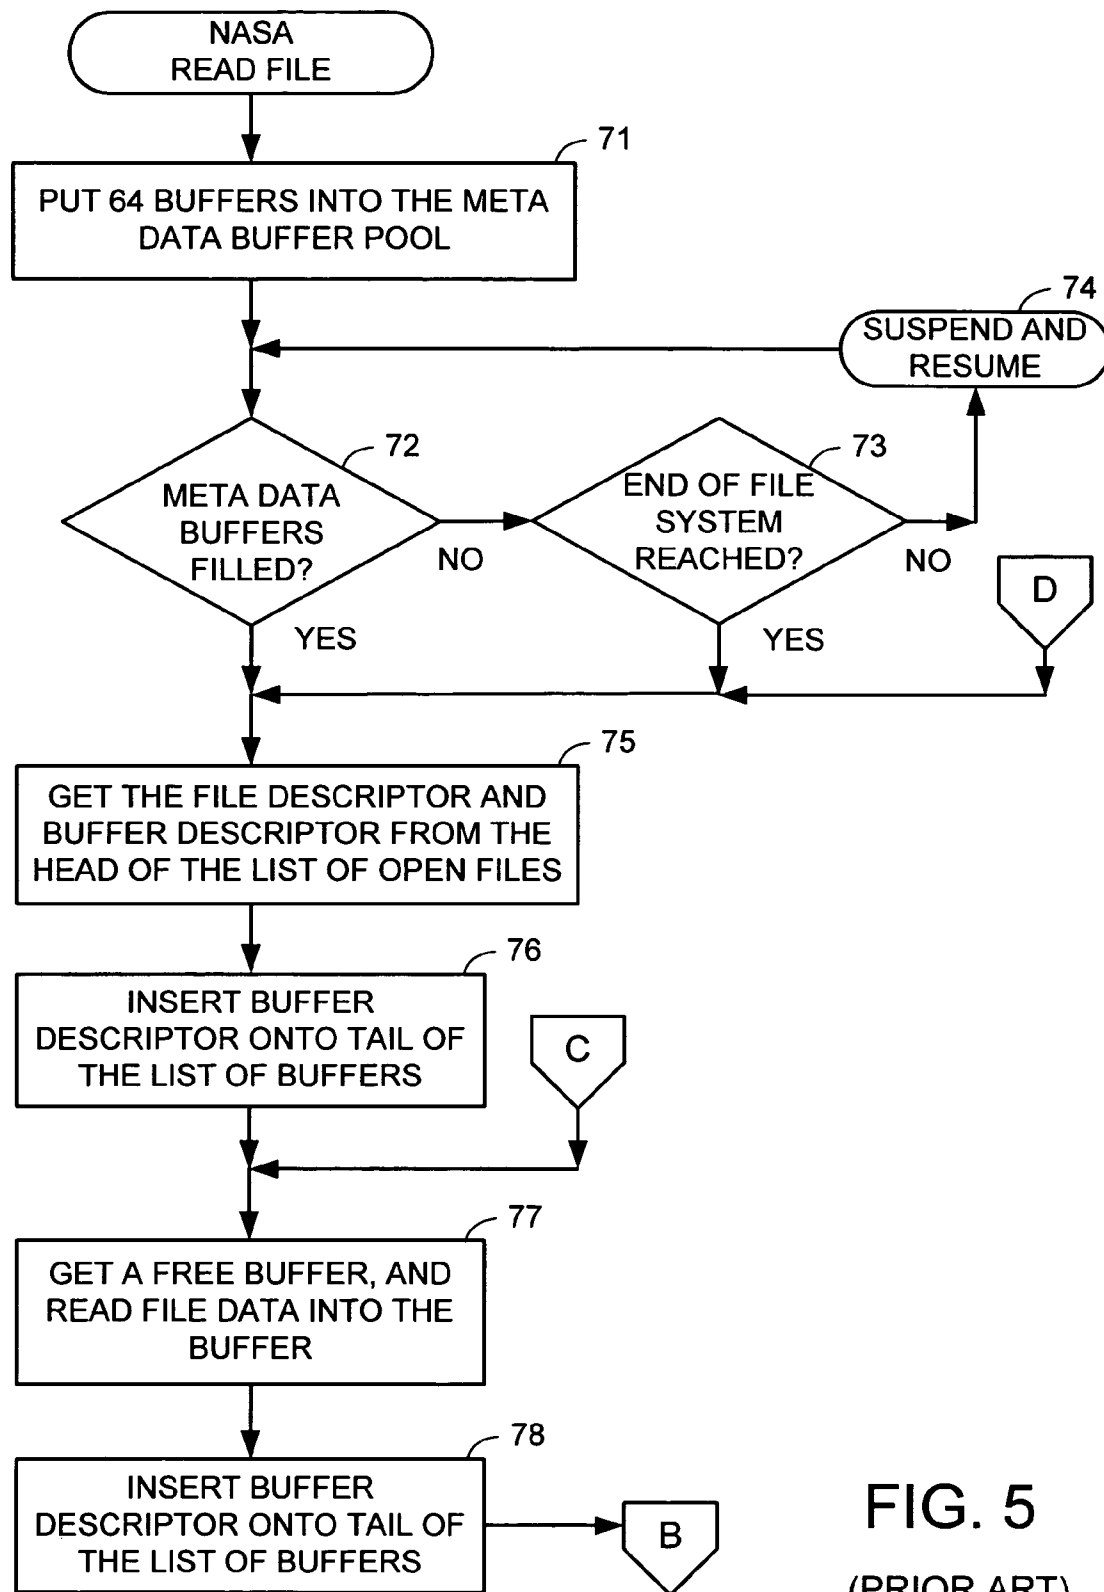 NASA
READ FILE
71
PUT 64 BUFFERS INTO THE META
DATA BUFFER POOL
74
SUSPEND AND
RESUME
72
META DATA
BUFFERS
FILLED?
NO
YES
73
END OF FILE
SYSTEM
REACHED?
NO
YES
D
75
GET THE FILE DESCRIPTOR AND
BUFFER DESCRIPTOR FROM THE
HEAD OF THE LIST OF OPEN FILES
76
INSERT BUFFER
DESCRIPTOR ONTO TAIL OF
THE LIST OF BUFFERS
C
77
GET A FREE BUFFER, AND
READ FILE DATA INTO THE
BUFFER
78
INSERT BUFFER
DESCRIPTOR ONTO TAIL OF
THE LIST OF BUFFERS
B
FIG. 5
(PRIOR ART)